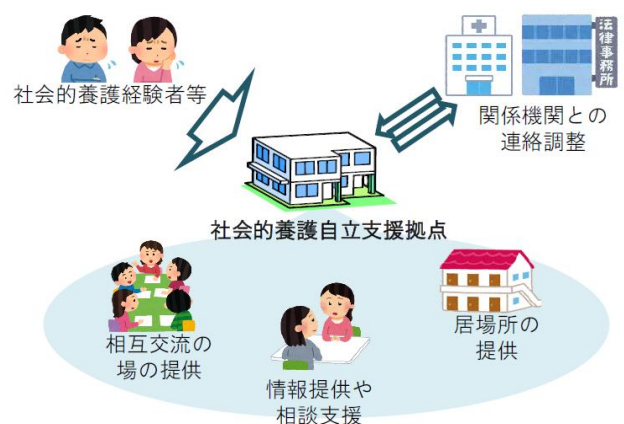 法律事務所
社会的養護経験者等
関係機関との
連絡調整
社会的養護自立支援拠点
相互交流の
場の提供
情報提供や
相談支援
居場所の
提供